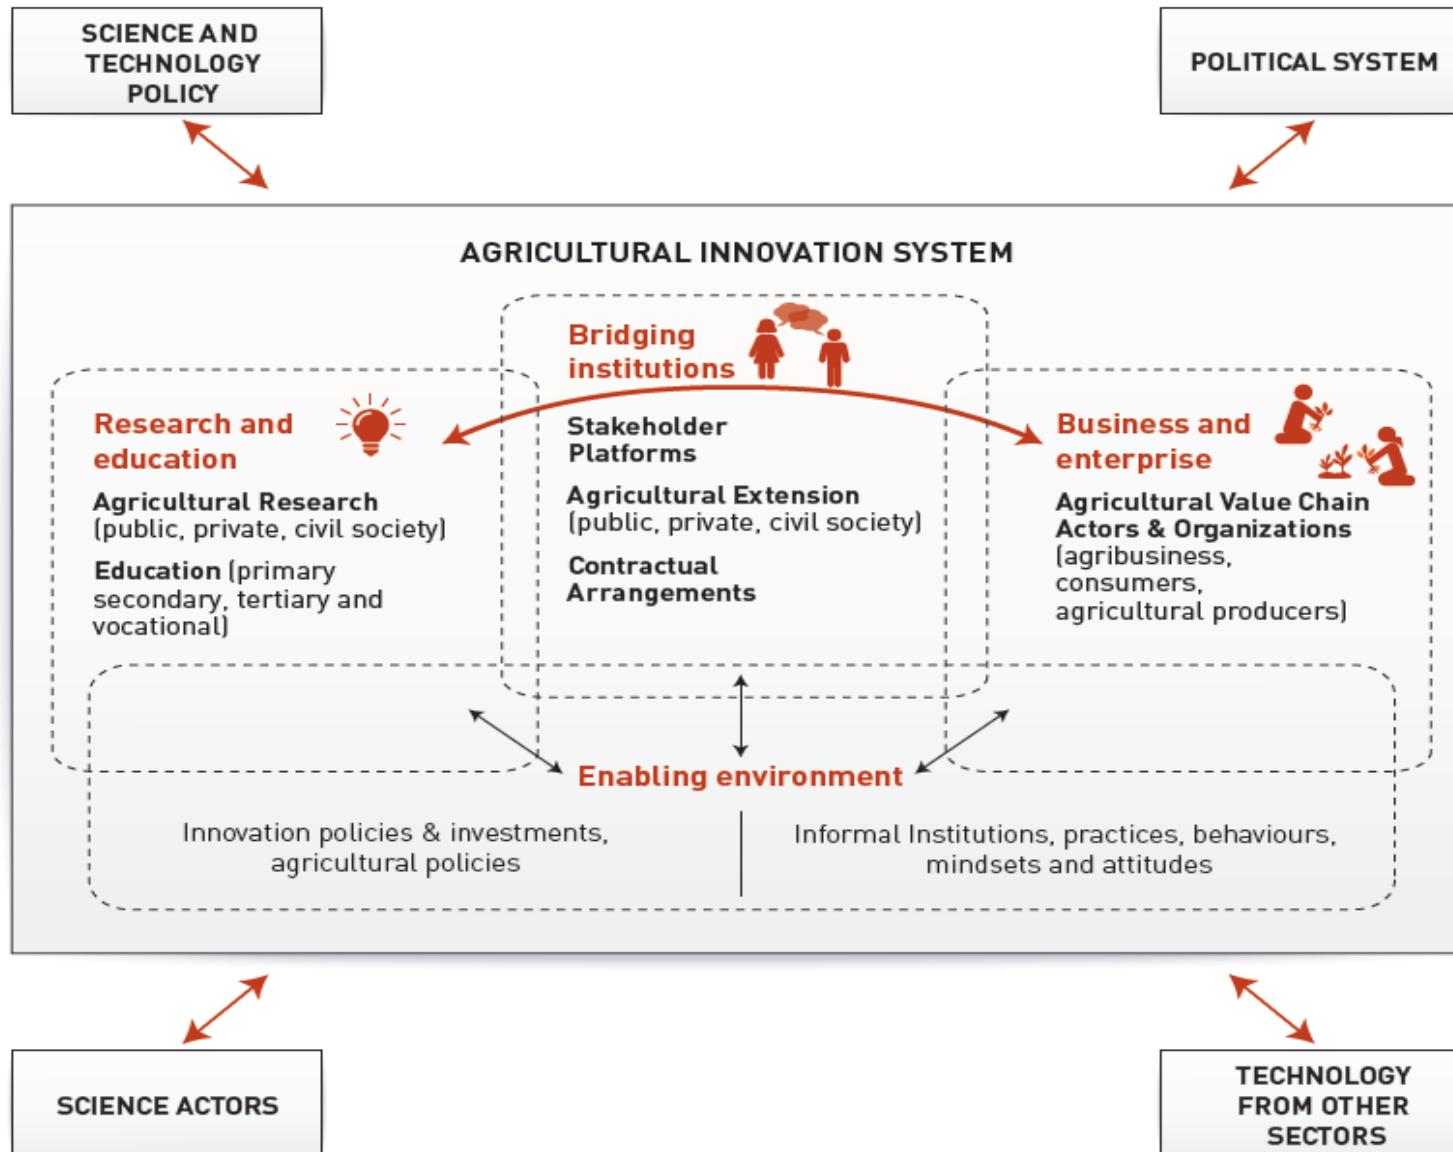 SCIENCE AND
TECHNOLOGY
POLICY
POLITICAL SYSTEM
AGRICULTURAL INNOVATION SYSTEM
Bridging
institutions
Stakeholder
Platforms
Agricultural Extension
(public, private, civil society)
Contractual
Arrangements
Research and
education
Agricultural Research
(public, private, civil society)
Education (primary
secondary, tertiary and
vocational)
Business and
enterprise
Agricultural Value Chain
Actors & Organizations
(agribusiness,
consumers,
agricultural producers)
Enabling environment
Innovation policies & investments,
agricultural policies
Informal Institutions, practices, behaviours,
mindsets and attitudes
SCIENCE ACTORS
TECHNOLOGY
FROM OTHER
SECTORS